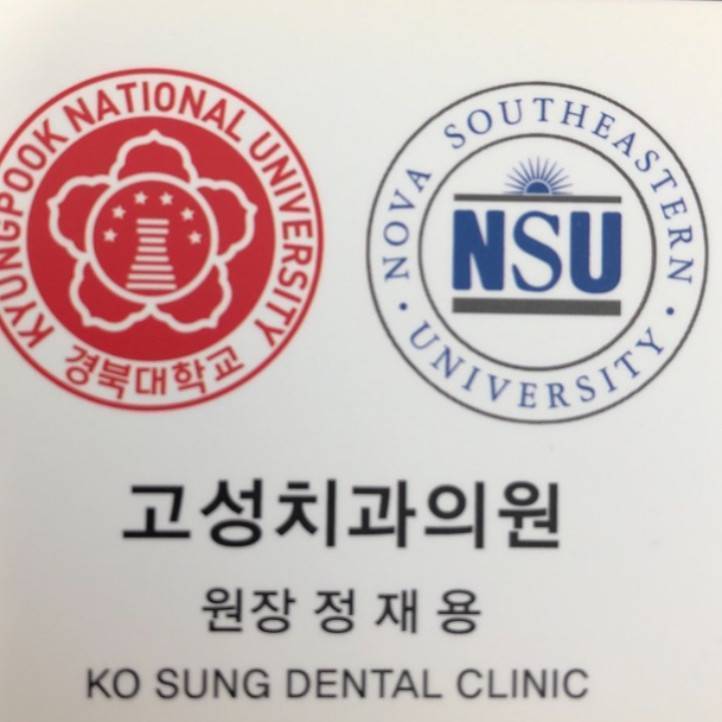 KYUNGPOOK NATIONAL UNIVERSITY
경북대학교
NOVA SOUTHEASTERN
NSU
• UNIVERSITY •
고성치과의원
원장 정 재 용
KO SUNG DENTAL CLINIC